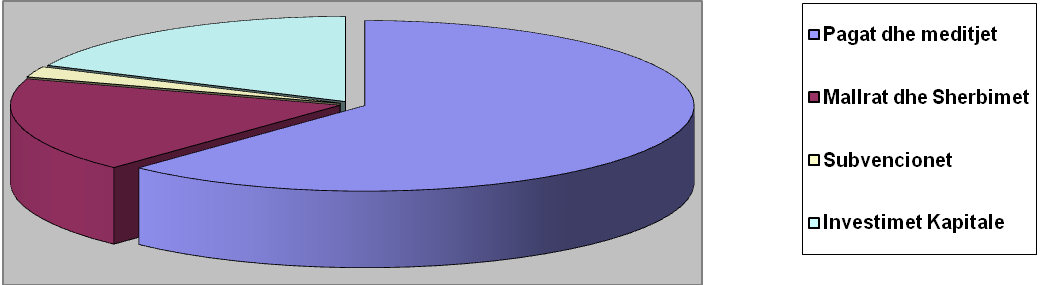 Pagat dhe meditjet
Mallrat dhe Sherbimet
Subvencionet
Investimet Kapitale